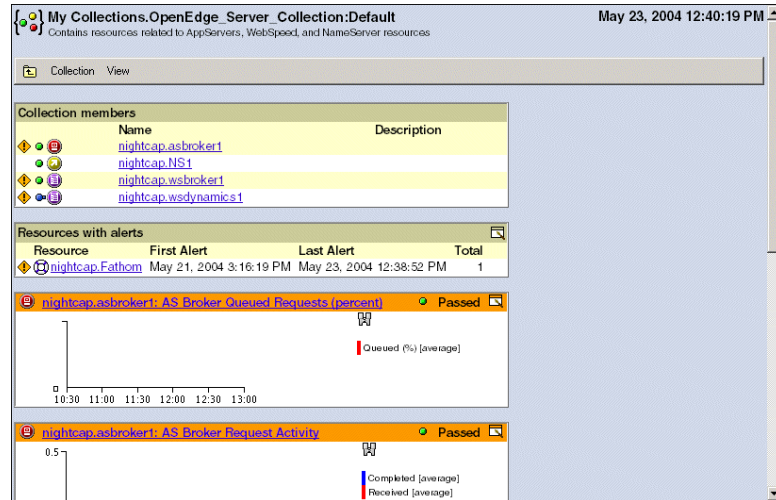 My Collections.OpenEdge_Server_Collection:Default
May 23, 2004 12:40:19 PM
Contains resources related to AppServers, WebSpeed, and NameServer resources
Collection View
Collection members
Name Description
nightcap.asbroker1
nightcap.NS1
nightcap.wsbroker1
nightcap.wsdynamics1
Resources with alerts
Resource First Alert Last Alert Total
nightcap.Fathom May 21, 2004 3:16:19 PM May 23, 2004 12:38:52 PM 1
nightcap.asbroker1: AS Broker Queued Requests (percent) Passed
Queued (%) [average]
0
10:30 11:00 11:30 12:00 12:30 13:00
nightcap.asbroker1: AS Broker Request Activity Passed
0.5
Completed [average]
Received [average]